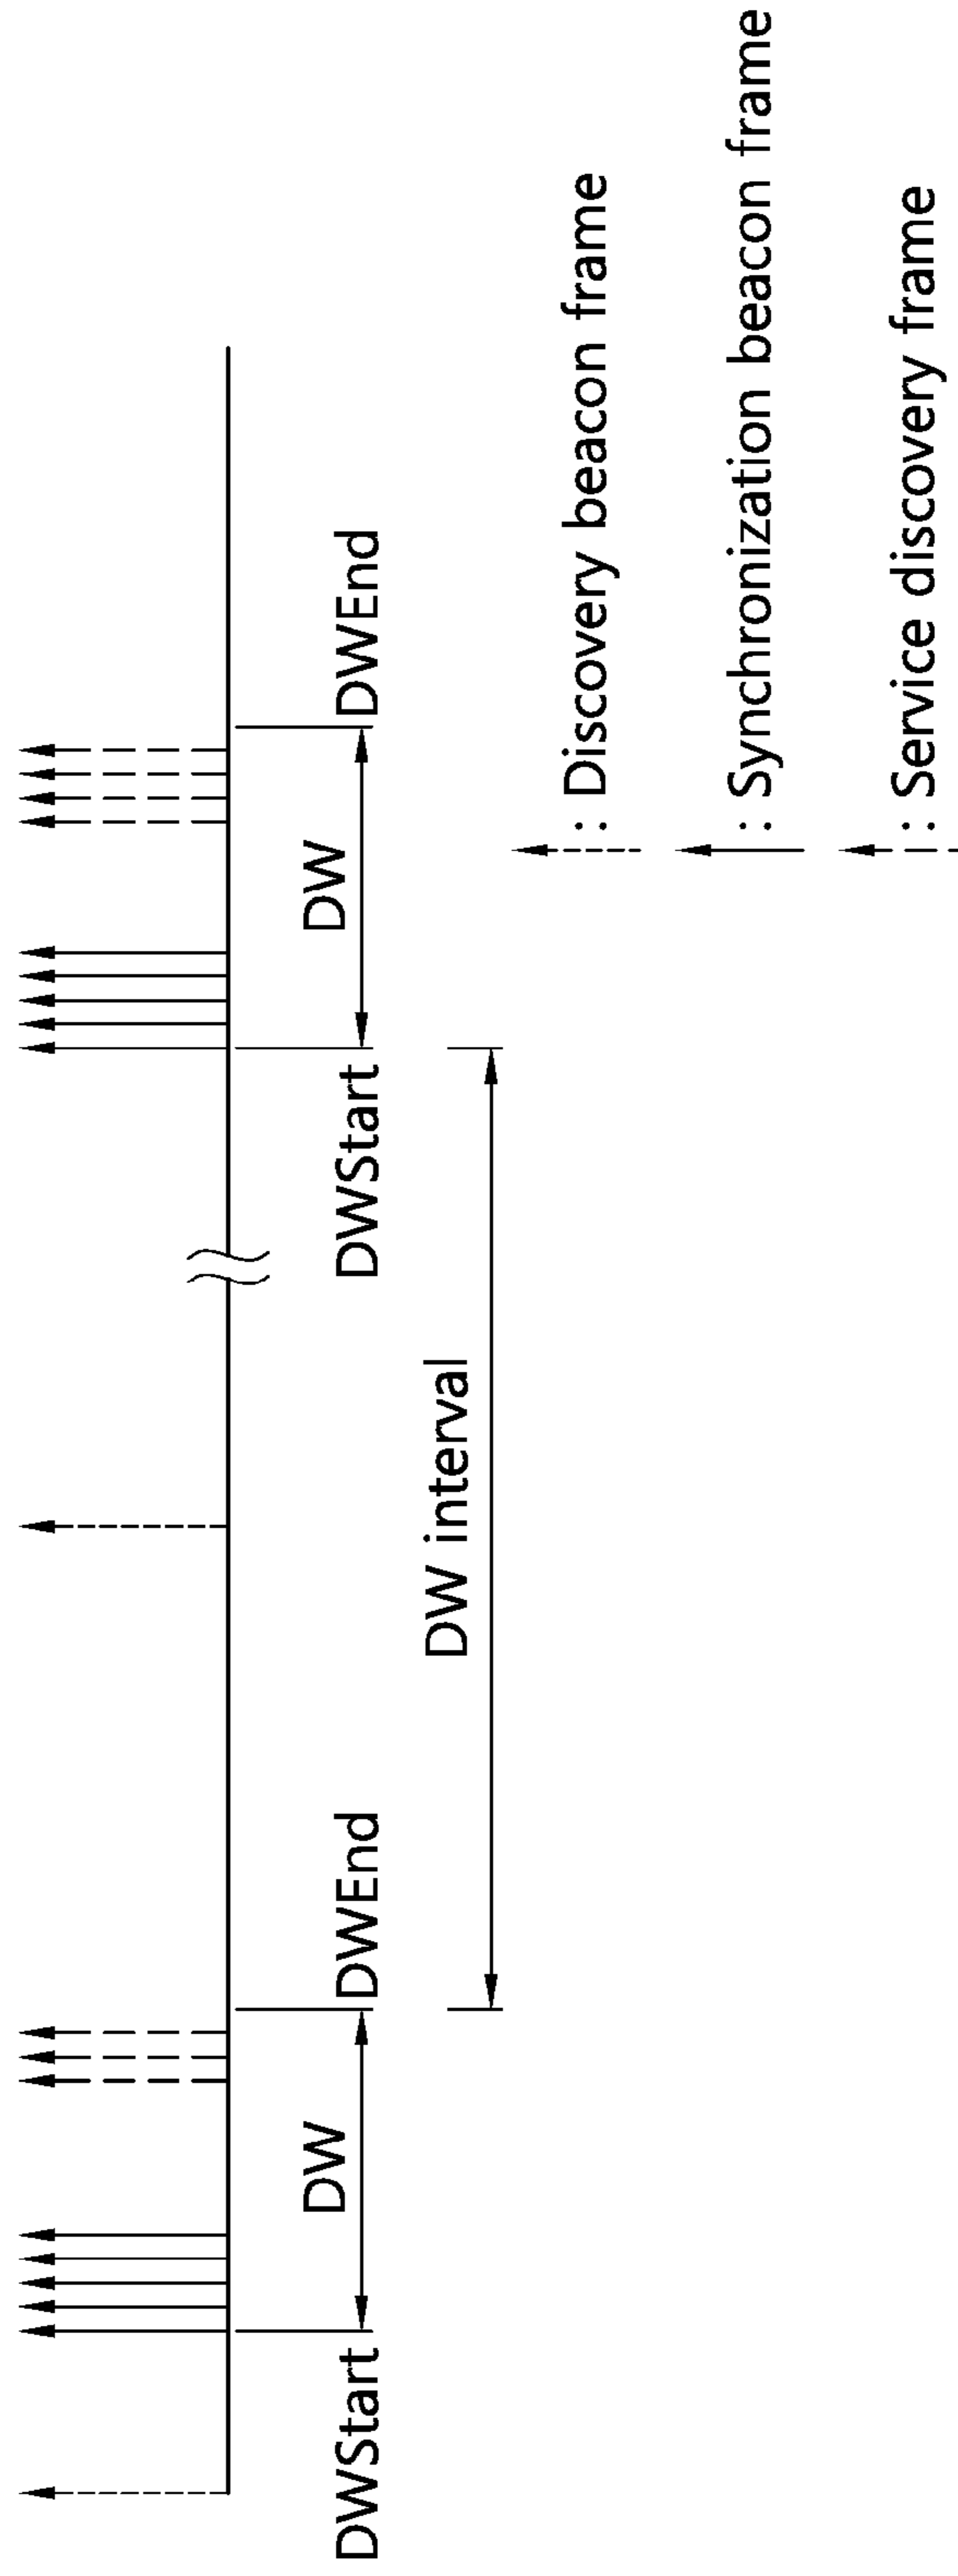 DWStart
DW
DWEnd
DW interval
DWStart
DW
DWEnd
: Discovery beacon frame
: Synchronization beacon frame
: Service discovery frame